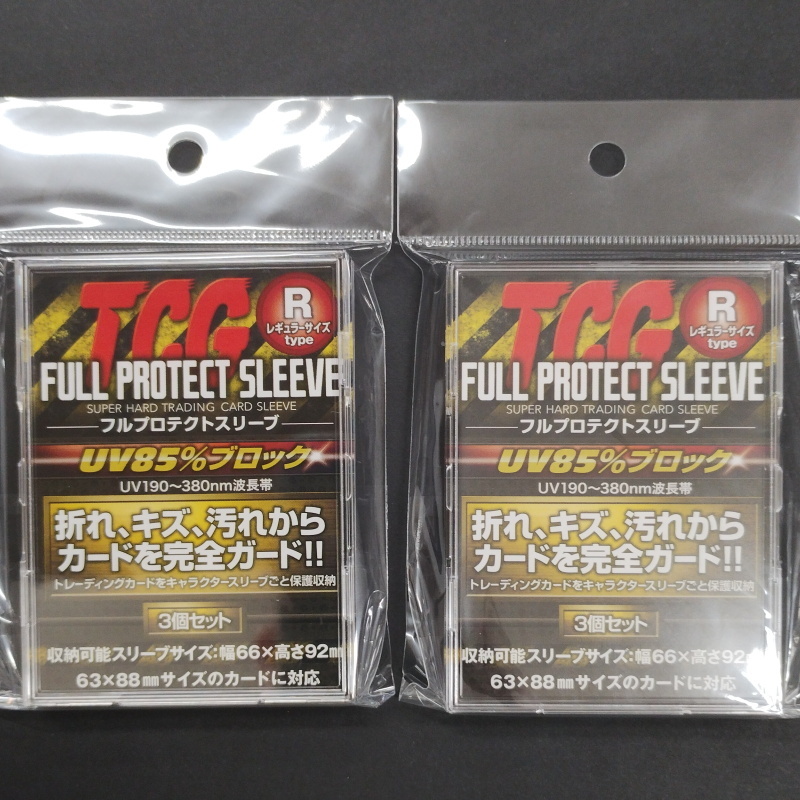 TCG
R
レギュラーサイズ
type
FULL PROTECT SLEEVE
SUPER HARD TRADING CARD SLEEVE
フルプロテクトスリーブ
UV85%ブロック
UV190～380nm波長帯
折れ、キズ、汚れから
カードを完全ガード!!
トレーディングカードをキャラクタースリーブごと保護収納
3個セット
収納可能スリーブサイズ:幅66×高さ92mm
63×88mmサイズのカードに対応
TCG
R
レギュラーサイズ
type
FULL PROTECT SLEEVE
SUPER HARD TRADING CARD SLEEVE
フルプロテクトスリーブ
UV85%ブロック
UV190～380nm波長帯
折れ、キズ、汚れから
カードを完全ガード!!
トレーディングカードをキャラクタースリーブごと保護収納
3個セット
収納可能スリーブサイズ:幅66×高さ92m
63×88mmサイズのカードに対応